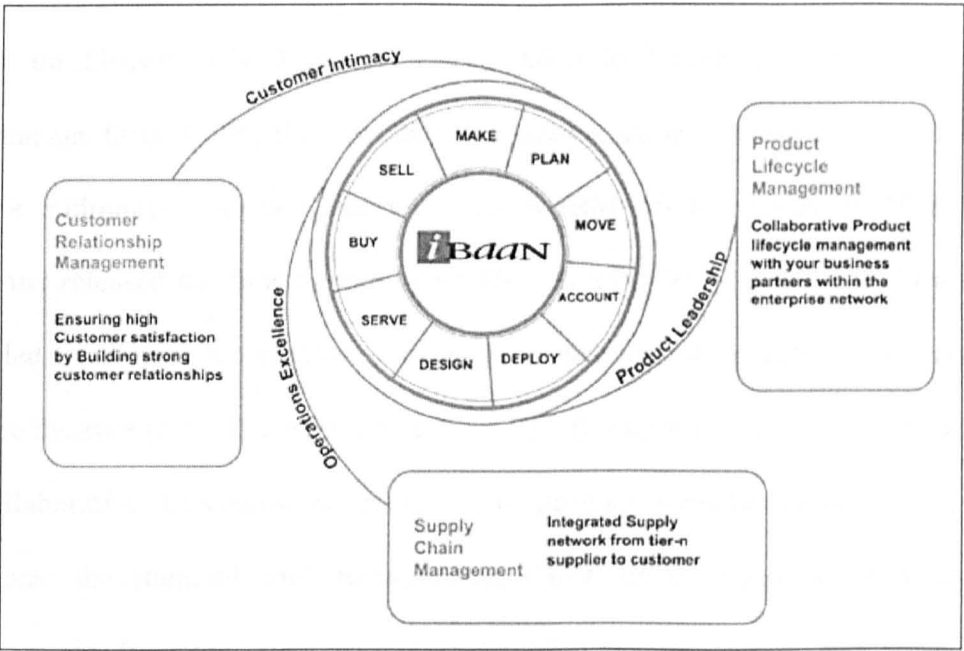 Customer Intimacy
MAKE
PLAN
MOVE
ACCOUNT
DEPLOY
DESIGN
SERVE
BUY
SELL
iBaaN
Operations Excellence
Product Leadership
Customer
Relationship
Management
Ensuring high
Customer satisfaction
by Building strong
customer relationships
Product
Lifecycle
Management
Collaborative Product
lifecycle management
with your business
partners within the
enterprise network
Supply
Chain
Management
Integrated Supply
network from tier-n
supplier to customer